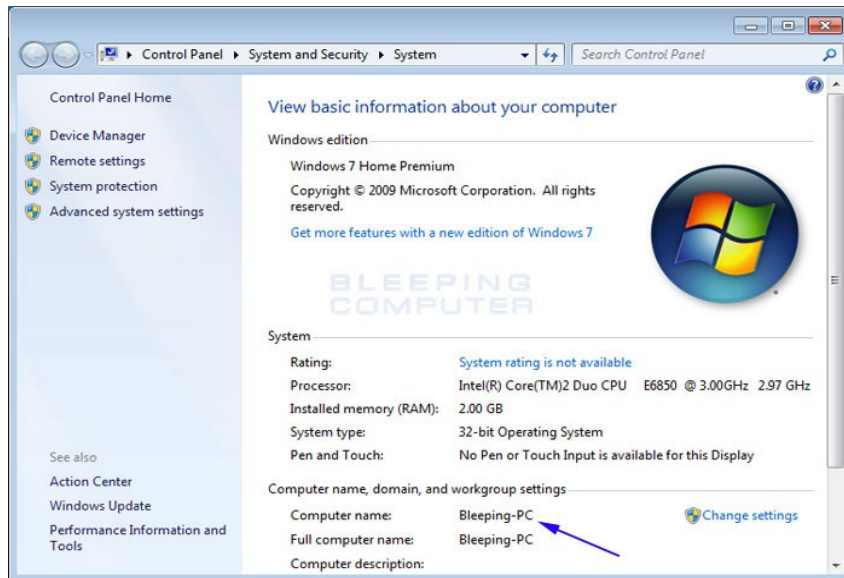 Control Panel ▸ System and Security ▸ System
Search Control Panel
Control Panel Home
Device Manager
Remote settings
System protection
Advanced system settings
See also
Action Center
Windows Update
Performance Information and
Tools
View basic information about your computer
Windows edition
Windows 7 Home Premium
Copyright © 2009 Microsoft Corporation. All rights
reserved.
Get more features with a new edition of Windows 7
BLEEPING
COMPUTER
System
Rating: System rating is not available
Processor: Intel(R) Core(TM)2 Duo CPU E6850 @ 3.00GHz 2.97 GHz
Installed memory (RAM): 2.00 GB
System type: 32-bit Operating System
Pen and Touch: No Pen or Touch Input is available for this Display
Computer name, domain, and workgroup settings
Computer name: Bleeping-PC Change settings
Full computer name: Bleeping-PC
Computer description: